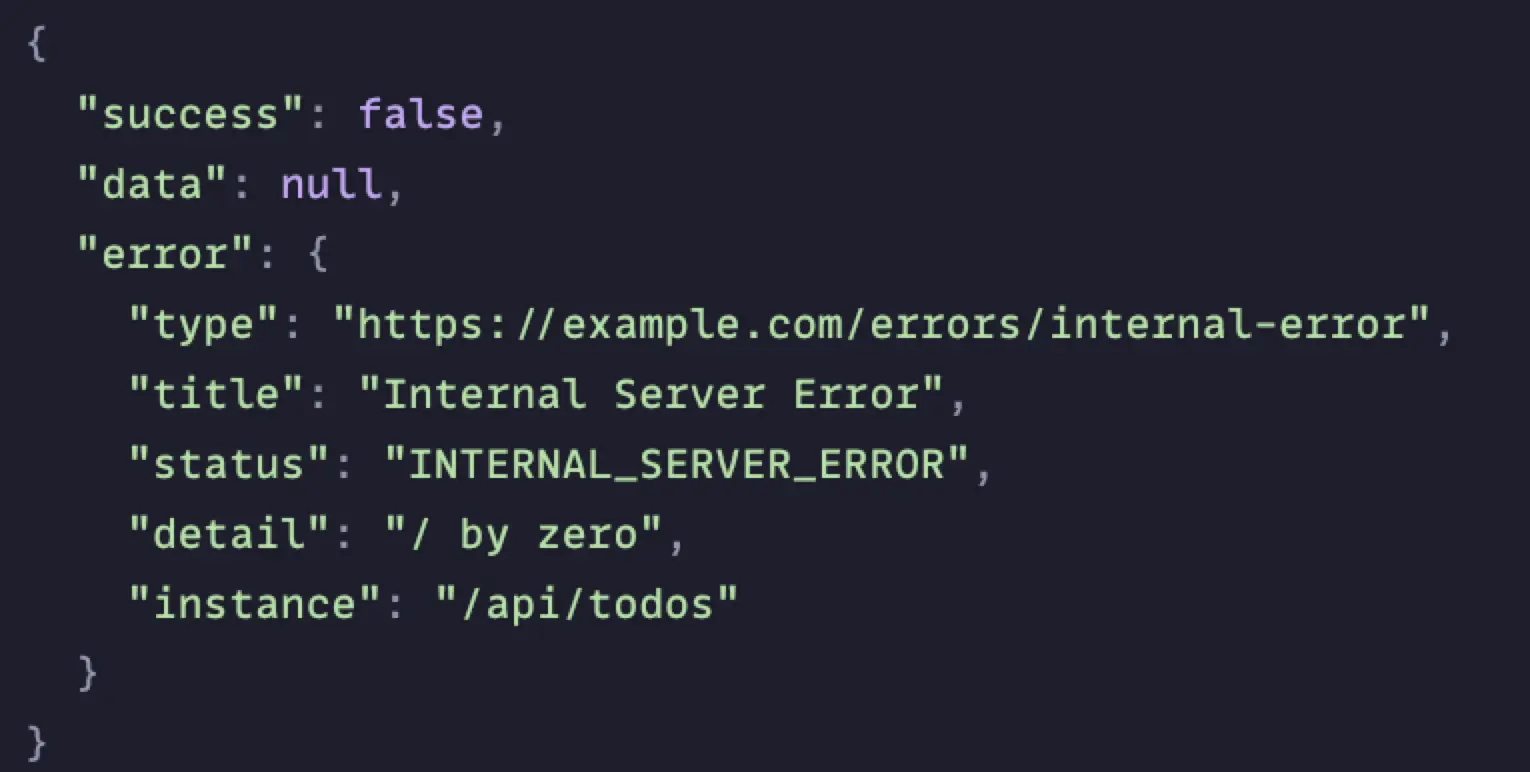 {
  "success": false,
  "data": null,
  "error": {
    "type": "https://example.com/errors/internal-error",
    "title": "Internal Server Error",
    "status": "INTERNAL_SERVER_ERROR",
    "detail": "/ by zero",
    "instance": "/api/todos"
  }
}